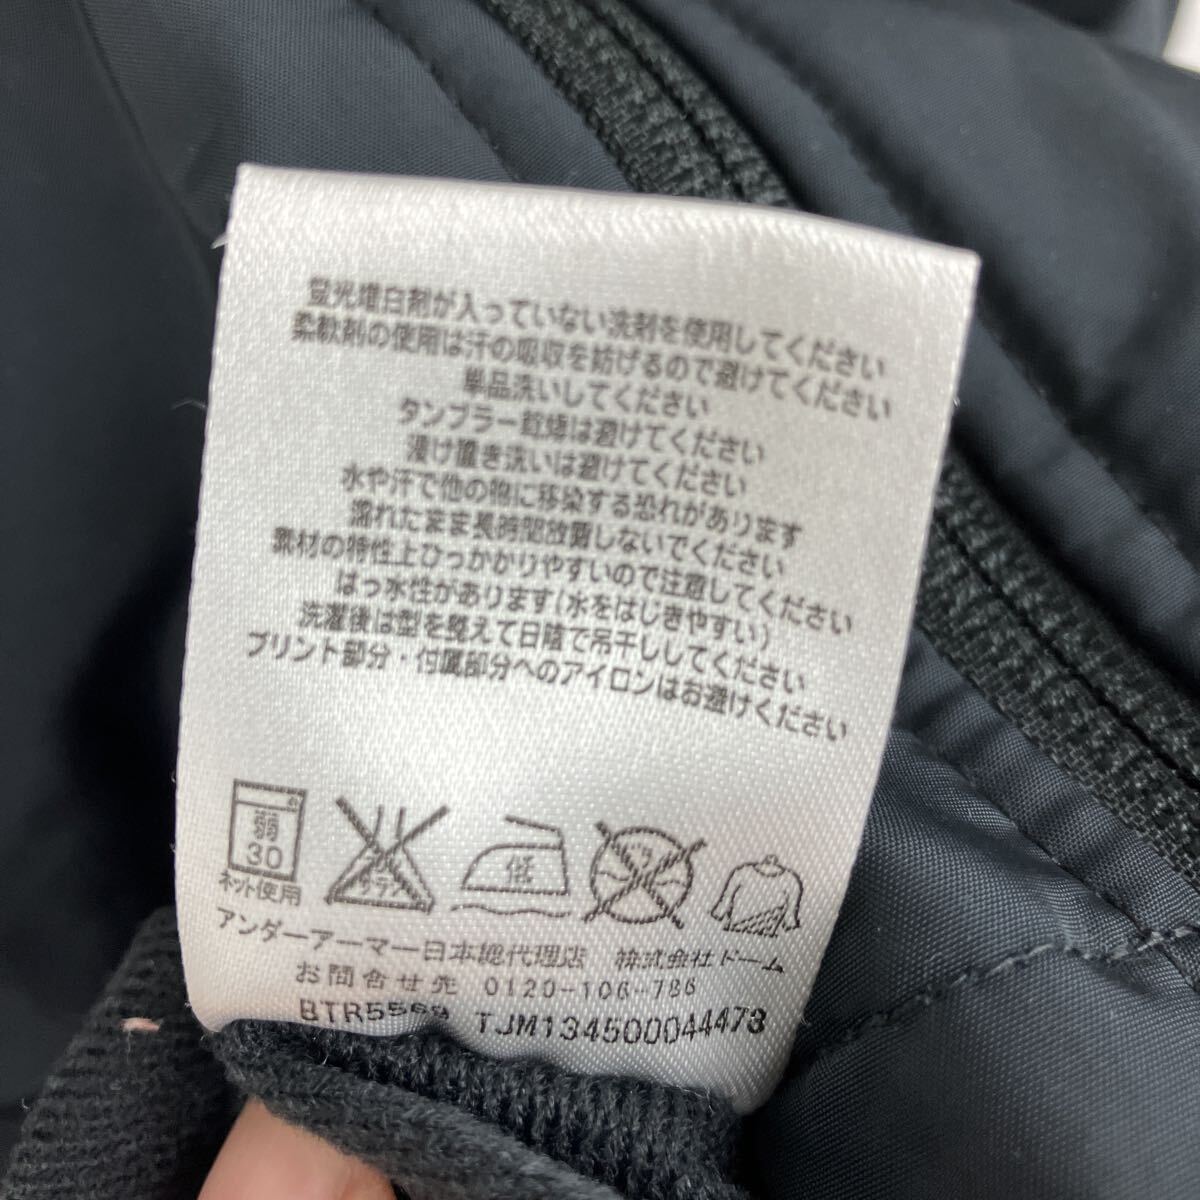 蛍光増白剤が入っていない洗剤を使用してください
柔軟剤の使用は汗の吸収を妨げるので避けてください
単品洗いしてください
タンブラー乾燥は避けてください
浸け置き洗いは避けてください
水や汗で他の物に移染する恐れがあります
濡れたまま長時間放置しないでください
素材の特性上ひっかかりやすいので注意してください
はっ水性があります(水をはじきやすい)
洗濯後は型を整えて日陰で吊干ししてください
プリント部分・付属部分へのアイロンはお避けください
弱
30
ネット使用
エンソ
サラシ
低
ドライ
アンダーアーマー日本総代理店 株式会社ドーム
お問合せ先 0120-106-786
BTR5569 TJM134500044473